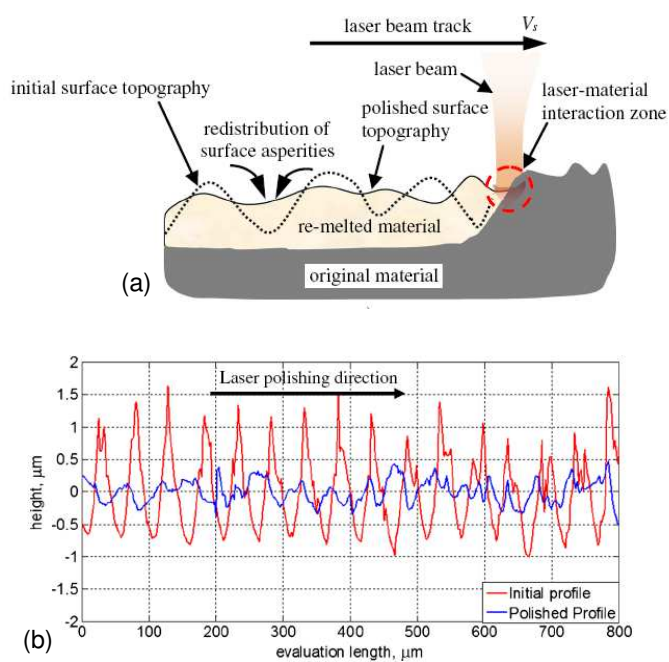 laser beam track
Vs
laser beam
initial surface topography
laser-material
interaction zone
redistribution of
surface asperities
polished surface
topography
re-melted material
original material
(a)
2
1.5
1
0.5
0
-0.5
-1
-1.5
-2
height, µm
Laser polishing direction
Initial profile
Polished Profile
0 100 200 300 400 500 600 700 800
evaluation length, µm
(b)